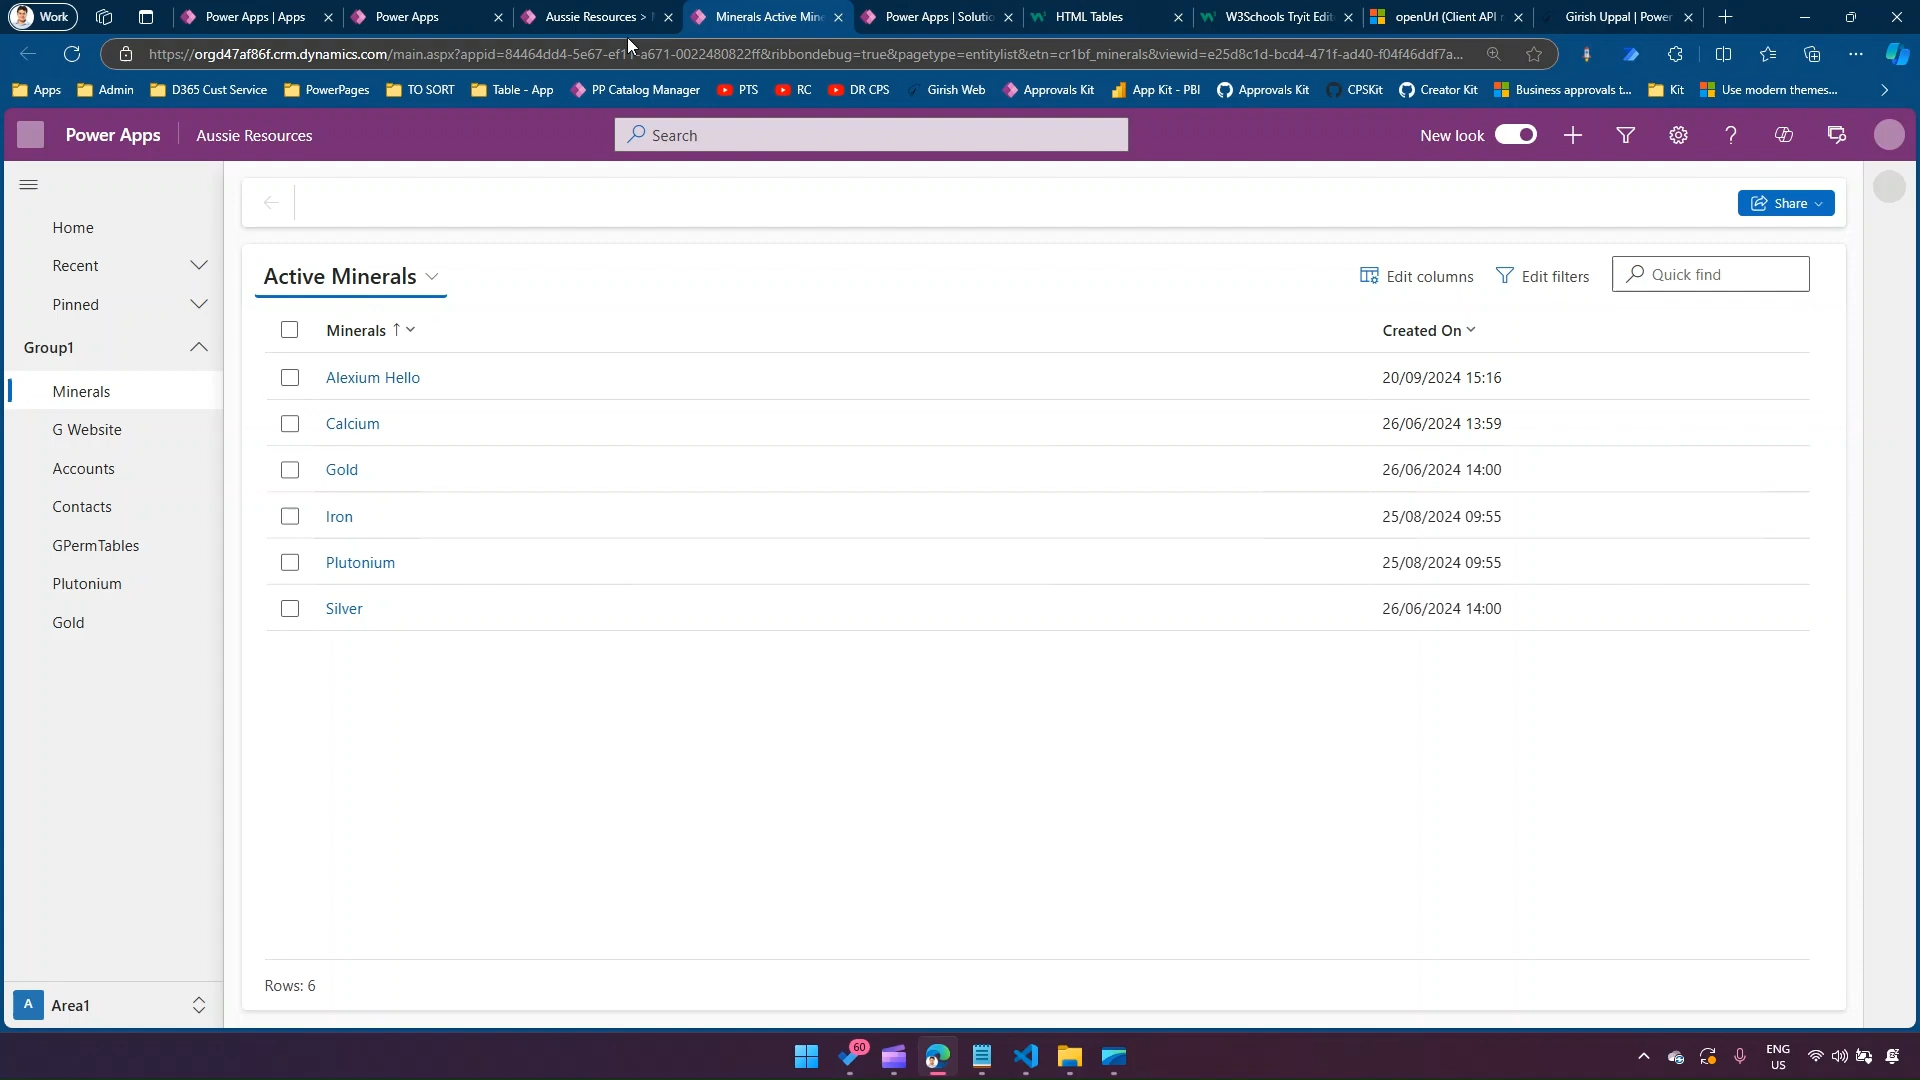 Work
Power Apps | Apps
Power Apps
Aussie Resources >
Minerals Active Min
Power Apps | Solutio
HTML Tables
W3Schools Tryit Edit
openUrl (Client API r
Girish Uppal | Power
https://orgd47af86f.crm.dynamics.com/main.aspx?appid=84464dd4-5e67-ef11-a671-0022480822ff&ribbondebug=true&pagetype=entitylist&etn=cr1bf_minerals&viewid=e25d8c1d-bcd4-471f-ad40-f04f46ddf7a...
Apps
Admin
D365 Cust Service
PowerPages
TO SORT
Table - App
PP Catalog Manager
PTS
RC
DR CPS
Girish Web
Approvals Kit
App Kit - PBI
Approvals Kit
CPSKit
Creator Kit
Business approvals t...
Kit
Use modern themes...
Power Apps
Aussie Resources
Search
New look
Home
Recent
Pinned
Group1
Minerals
G Website
Accounts
Contacts
GPermTables
Plutonium
Gold
A Area1
Share
Active Minerals
Edit columns
Edit filters
Quick find
Minerals Created On
Alexium Hello 20/09/2024 15:16
Calcium 26/06/2024 13:59
Gold 26/06/2024 14:00
Iron 25/08/2024 09:55
Plutonium 25/08/2024 09:55
Silver 26/06/2024 14:00
Rows: 6
60
ENG
US